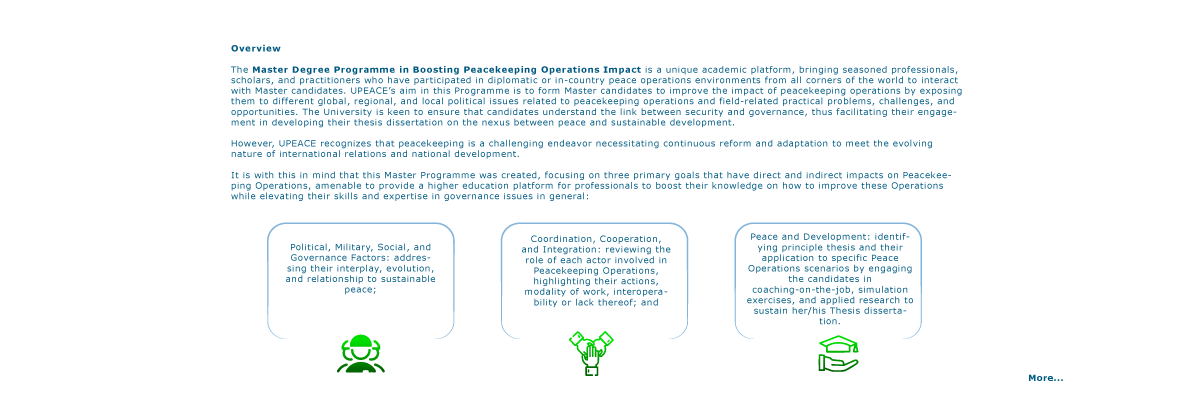 Overview
The Master Degree Programme in Boosting Peacekeeping Operations Impact is a unique academic platform, bringing seasoned professionals,
scholars, and practitioners who have participated in diplomatic or in-country peace operations environments from all corners of the world to interact
with Master candidates. UPEACE’s aim in this Programme is to form Master candidates to improve the impact of peacekeeping operations by exposing
them to different global, regional, and local political issues related to peacekeeping operations and field-related practical problems, challenges, and
opportunities. The University is keen to ensure that candidates understand the link between security and governance, thus facilitating their engage-
ment in developing their thesis dissertation on the nexus between peace and sustainable development.
However, UPEACE recognizes that peacekeeping is a challenging endeavor necessitating continuous reform and adaptation to meet the evolving
nature of international relations and national development.
It is with this in mind that this Master Programme was created, focusing on three primary goals that have direct and indirect impacts on Peacekee-
ping Operations, amenable to provide a higher education platform for professionals to boost their knowledge on how to improve these Operations
while elevating their skills and expertise in governance issues in general:
Political, Military, Social, and
Governance Factors: addres-
sing their interplay, evolution,
and relationship to sustainable
peace;
Coordination, Cooperation,
and Integration: reviewing the
role of each actor involved in
Peacekeeping Operations,
highlighting their actions,
modality of work, interopera-
bility or lack thereof; and
Peace and Development: identif-
ying principle thesis and their
application to specific Peace
Operations scenarios by engaging
the candidates in
coaching-on-the-job, simulation
exercises, and applied research to
sustain her/his Thesis disserta-
tion.
More...